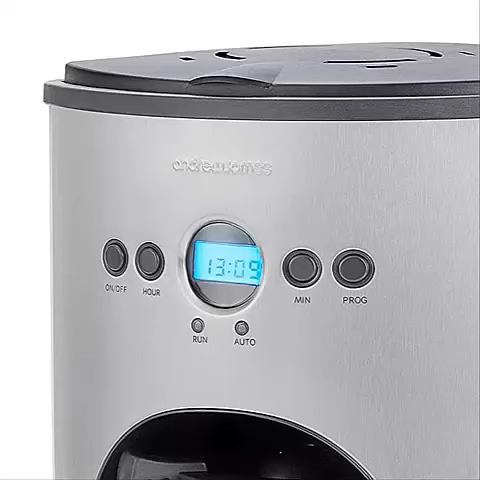 andrewjames
13:09
ON/OFF
HOUR
MIN
PROG
RUN
AUTO